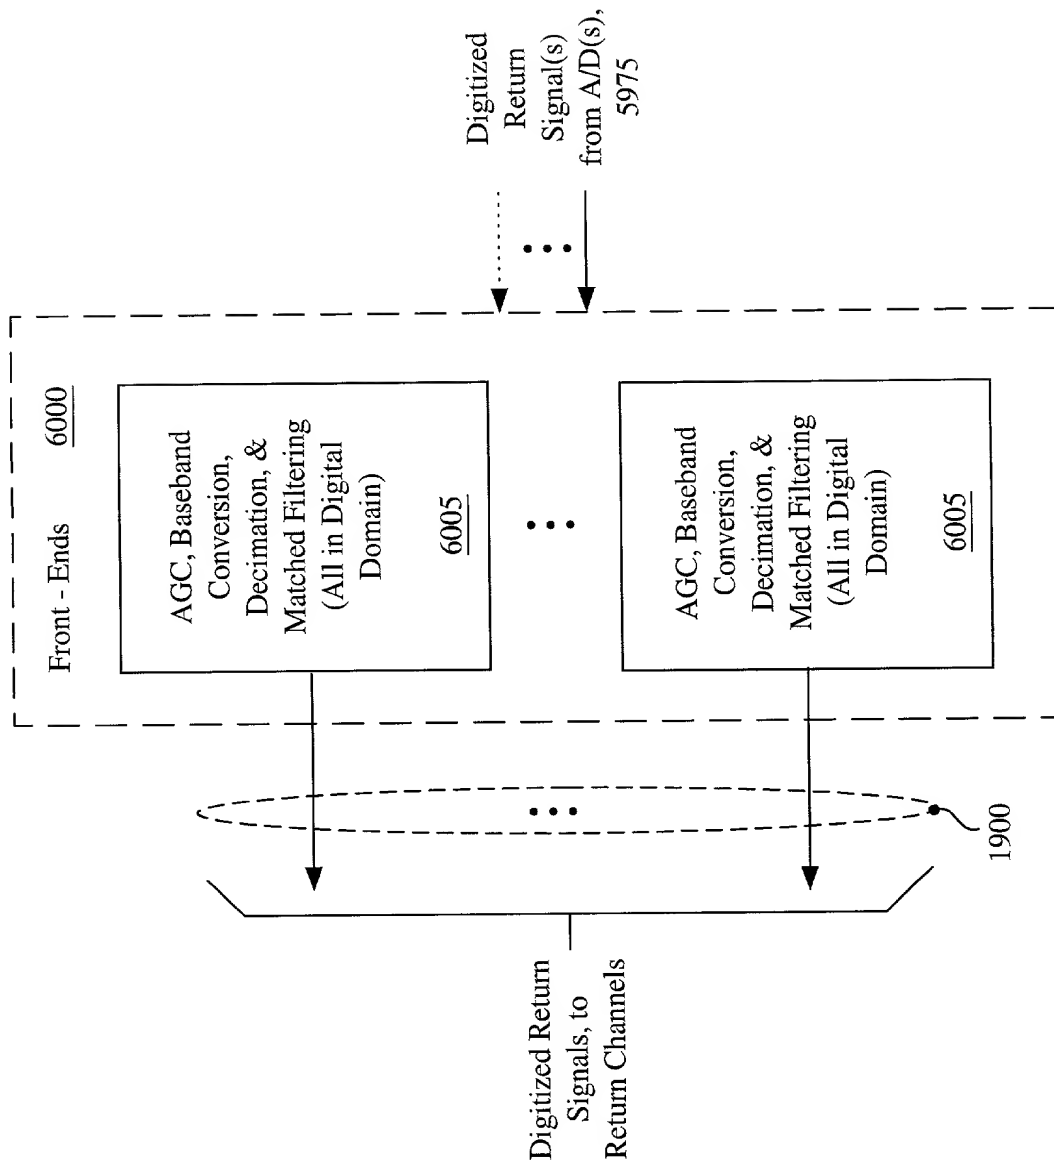 Front - Ends
6000
AGC, Baseband
Conversion,
Decimation, &
Matched Filtering
(All in Digital
Domain)
6005
AGC, Baseband
Conversion,
Decimation, &
Matched Filtering
(All in Digital
Domain)
6005
Digitized
Return
Signal(s)
from A/D(s),
5975
1900
Digitized Return
Signals, to
Return Channels